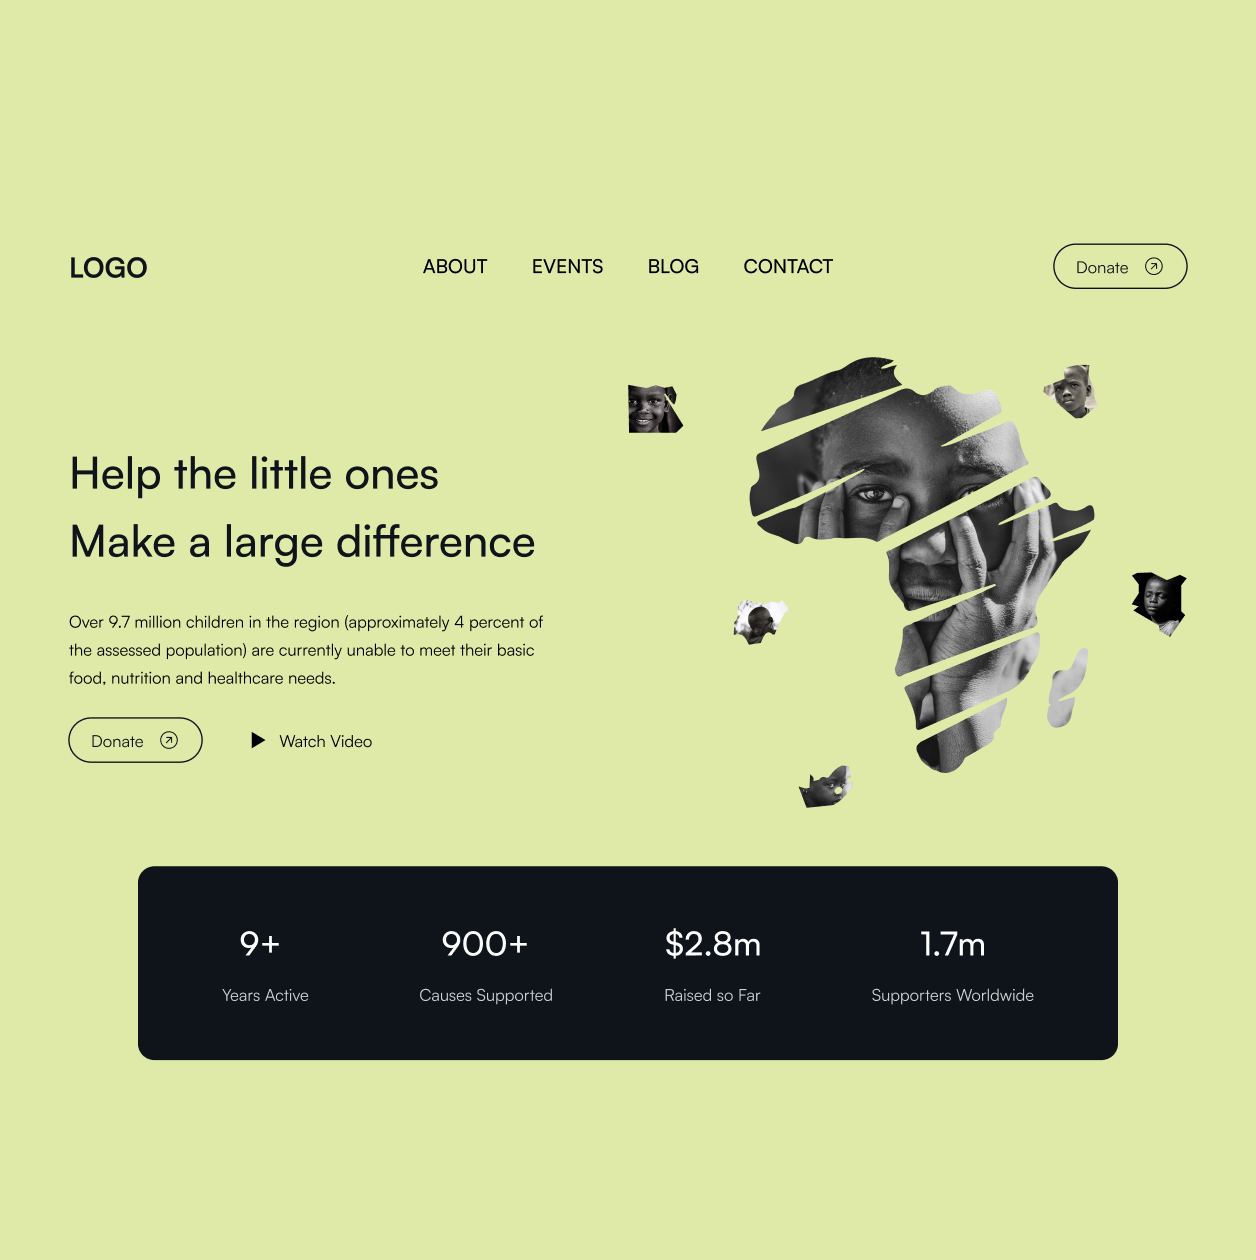 LOGO
ABOUT EVENTS BLOG CONTACT
Donate
Help the little ones
Make a large difference
Over 9.7 million children in the region (approximately 4 percent of
the assessed population) are currently unable to meet their basic
food, nutrition and healthcare needs.
Donate
Watch Video
9+
Years Active
900+
Causes Supported
$2.8m
Raised so Far
1.7m
Supporters Worldwide